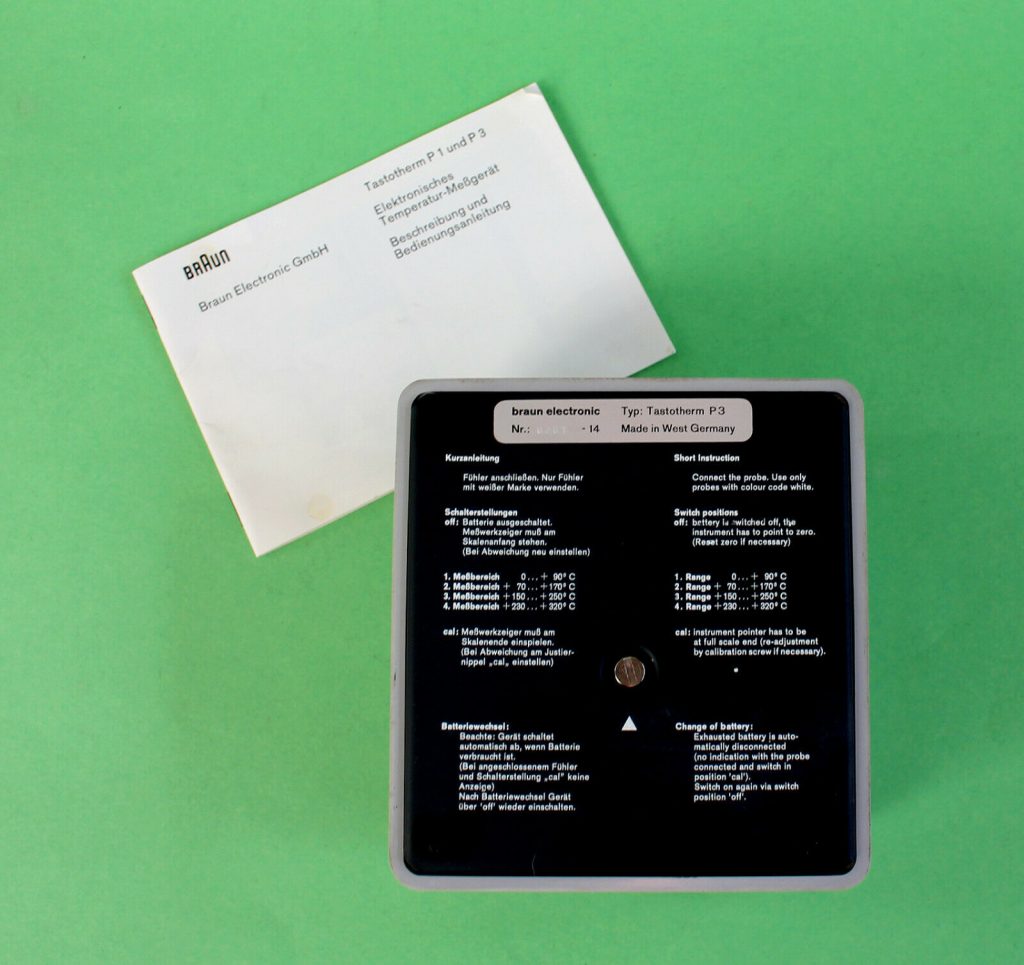 BRAUN
Braun Electronic GmbH
Tastotherm P 1 und P 3
Elektronisches
Temperatur-Meßgerät
Beschreibung und
Bedienungsanleitung
braun electronic Typ: Tastotherm P 3
Nr.: - 14 Made in West Germany
Kurzanleitung
Fühler anschließen. Nur Fühler
mit weißer Marke verwenden.
Schalterstellungen
off: Batterie ausgeschaltet.
Meßwerkzeiger muß am
Skalenanfang stehen.
(Bei Abweichung neu einstellen)
1. Meßbereich 0...+ 90° C
2. Meßbereich + 70...+170° C
3. Meßbereich +150...+250° C
4. Meßbereich +230...+320° C
cal: Meßwerkzeiger muß am
Skalenende einspielen.
(Bei Abweichung am Justier-
nippel „cal„ einstellen)
Batteriewechsel:
Beachte: Gerät schaltet
automatisch ab, wenn Batterie
verbraucht ist.
(Bei angeschlossenem Fühler
und Schalterstellung „cal" keine
Anzeige)
Nach Batteriewechsel Gerät
über 'off' wieder einschalten.
Short Instruction
Connect the probe. Use only
probes with colour code white.
Switch positions
off: bettery is switched off, the
instrument has to point to zero.
(Reset zero if necessary)
1. Range 0...+ 90° C
2. Range + 70...+170° C
3. Range +150...+250° C
4. Range +230...+320° C
cal: instrument pointer has to be
at full scale end (re-adjustment
by calibration screw if necessary).
Change of battery:
Exhausted battery is auto-
matically disconnected
(no indication with the probe
connected and switch in
position 'cal').
Switch on again via switch
position 'off'.